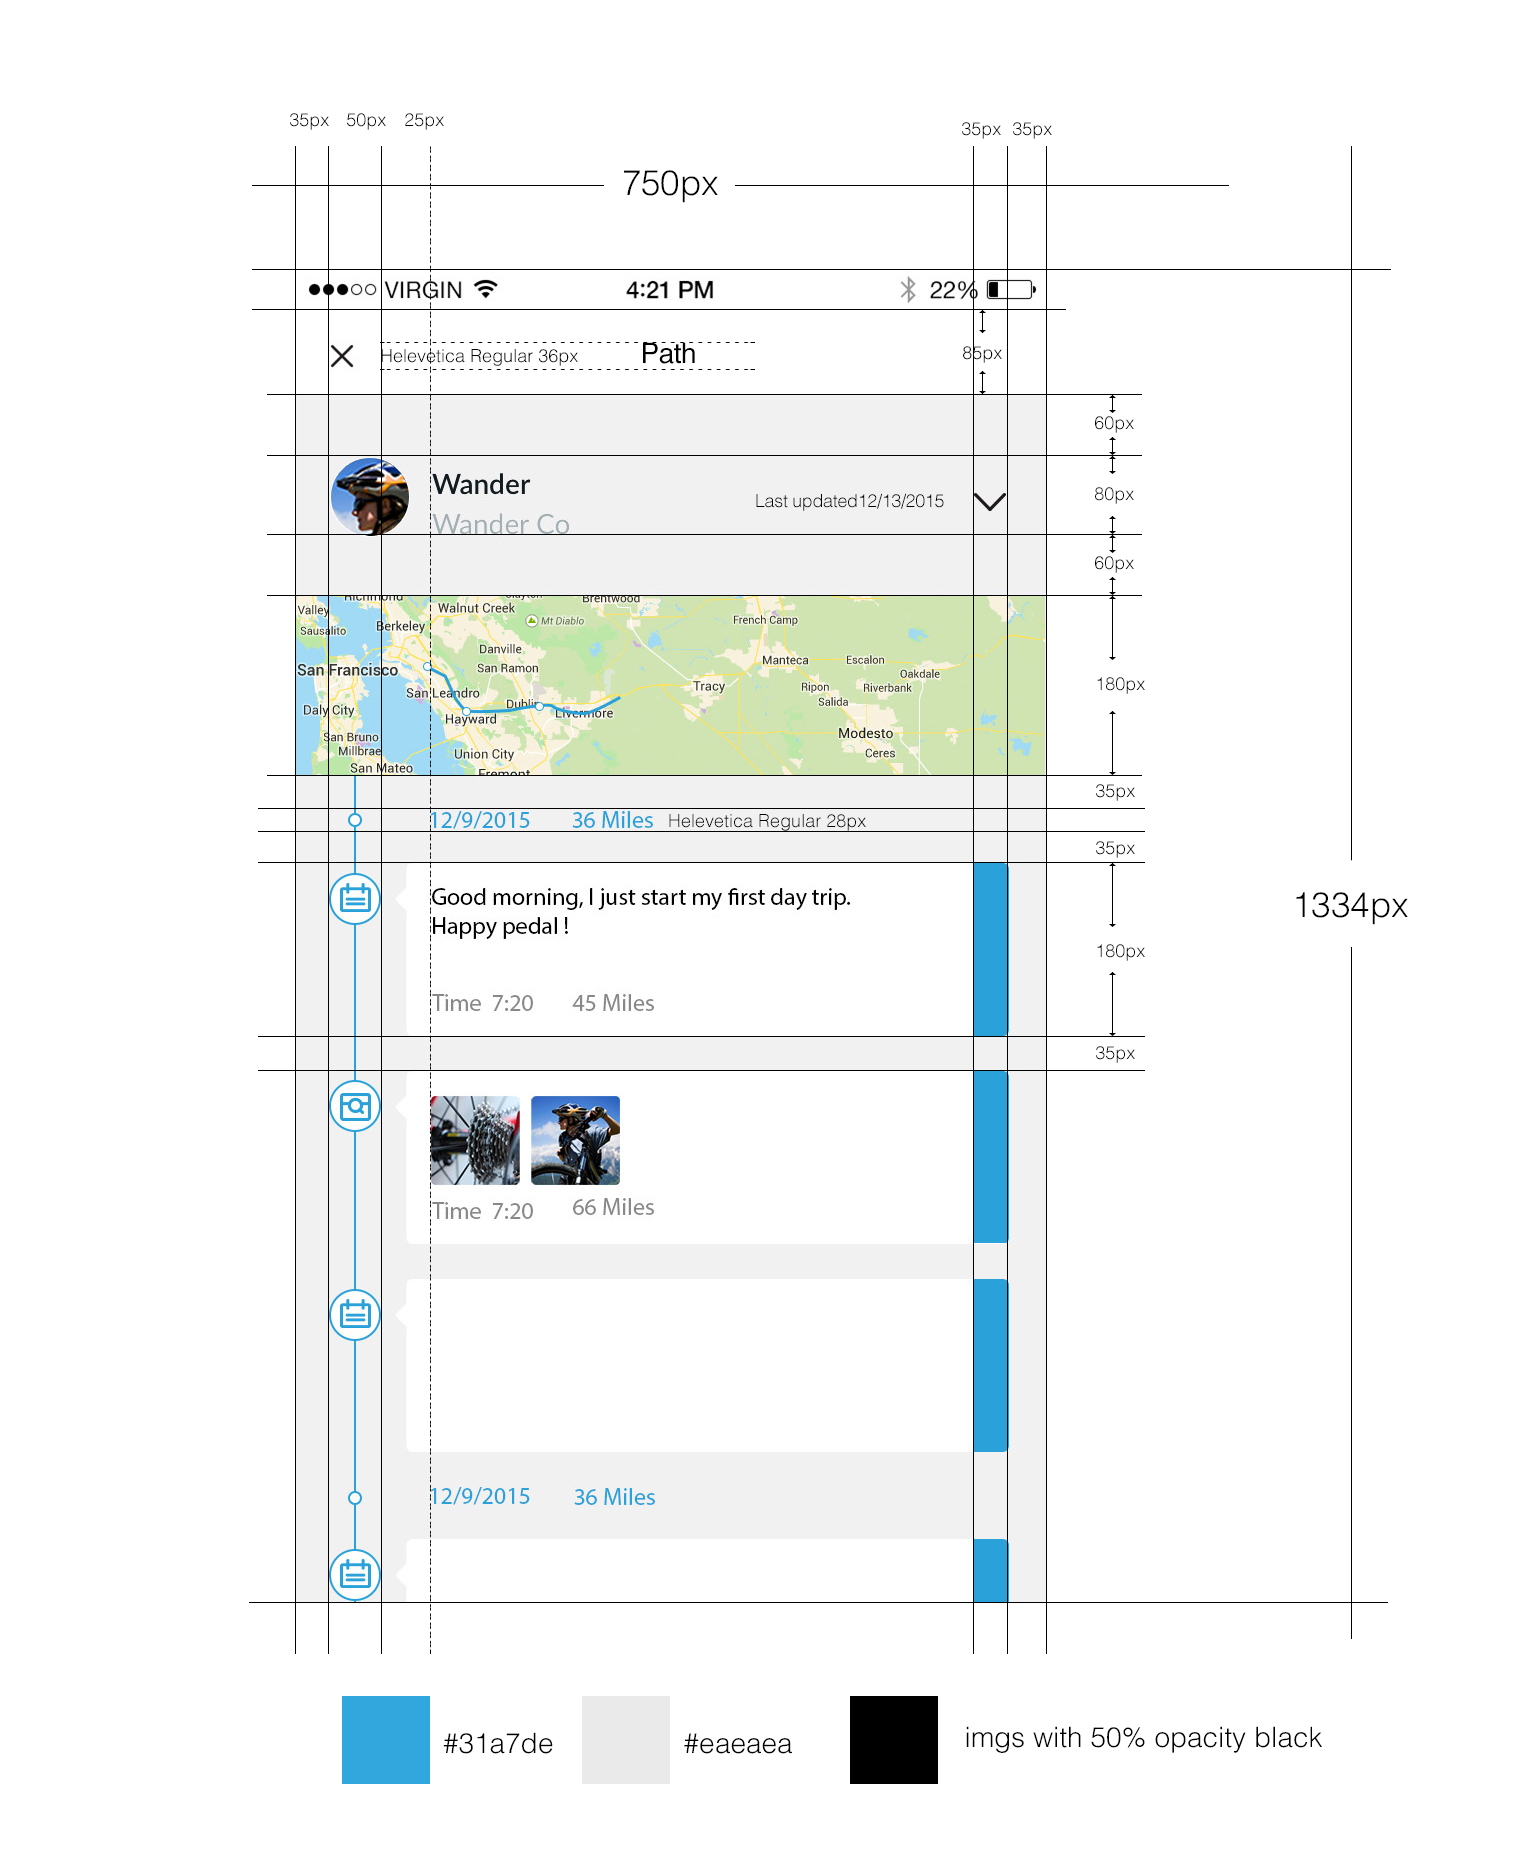 35px 50px 25px
35px 35px
750px
VIRGIN 4:21 PM 22%
Helevetica Regular 36px Path 85px
60px
Wander
Last updated12/13/2015
80px
Wander Co
60px
Richmond Clayton Brentwood
Valley Walnut Creek
Berkeley Mt Diablo French Camp
Sausalito
Danville
San Francisco San Ramon Manteca Escalon
Oakdale
San Leandro Tracy Ripon Riverbank 180px
Salida
Daly City Dublin Livermore
Hayward
San Bruno Modesto
Millbrae Union City Ceres
San Mateo Fremont
35px
12/9/2015 36 Miles Helevetica Regular 28px
35px
Good morning, I just start my first day trip.
Happy pedal !
1334px
180px
Time 7:20 45 Miles
35px
Time 7:20 66 Miles
12/9/2015 36 Miles
#31a7de #eaeaea imgs with 50% opacity black